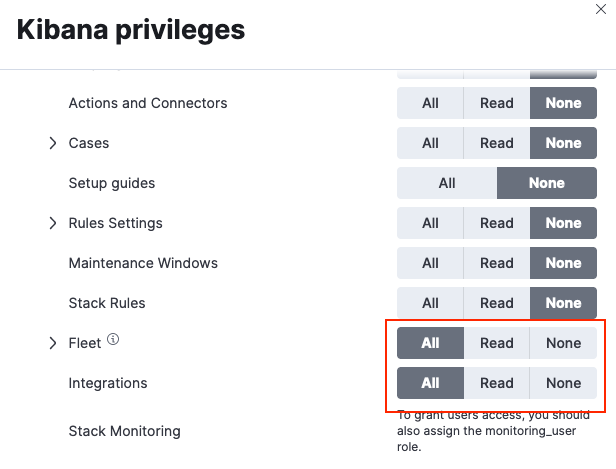 Kibana privileges
Actions and Connectors All Read None
Cases All Read None
Setup guides All None
Rules Settings All Read None
Maintenance Windows All Read None
Stack Rules All Read None
Fleet All Read None
Integrations All Read None
To grant users access, you should
Stack Monitoring also assign the monitoring_user
role.